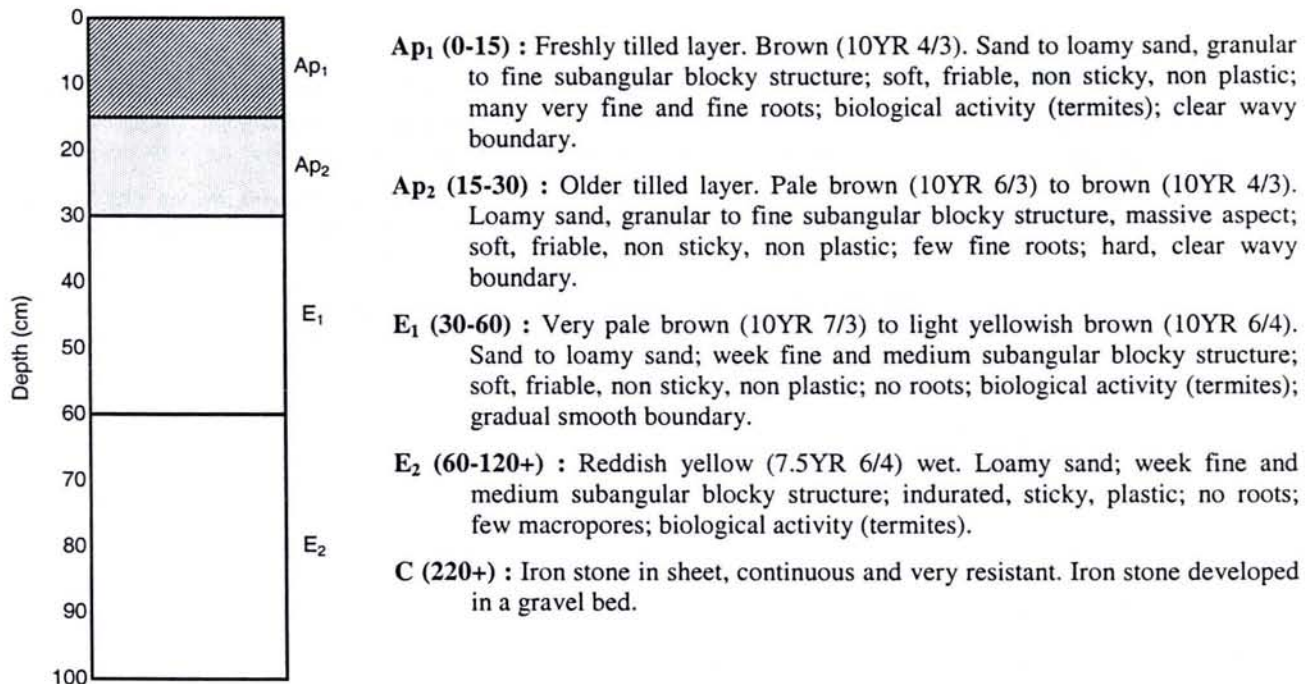 0
10
20
30
40
50
60
70
80
90
100
Depth (cm)
Ap₁
Ap₂
E₁
E₂
Ap₁ (0-15) : Freshly tilled layer. Brown (10YR 4/3). Sand to loamy sand, granular
to fine subangular blocky structure; soft, friable, non sticky, non plastic;
many very fine and fine roots; biological activity (termites); clear wavy
boundary.
Ap₂ (15-30) : Older tilled layer. Pale brown (10YR 6/3) to brown (10YR 4/3).
Loamy sand, granular to fine subangular blocky structure, massive aspect;
soft, friable, non sticky, non plastic; few fine roots; hard, clear wavy
boundary.
E₁ (30-60) : Very pale brown (10YR 7/3) to light yellowish brown (10YR 6/4).
Sand to loamy sand; week fine and medium subangular blocky structure;
soft, friable, non sticky, non plastic; no roots; biological activity (termites);
gradual smooth boundary.
E₂ (60-120+) : Reddish yellow (7.5YR 6/4) wet. Loamy sand; week fine and
medium subangular blocky structure; indurated, sticky, plastic; no roots;
few macropores; biological activity (termites).
C (220+) : Iron stone in sheet, continuous and very resistant. Iron stone developed
in a gravel bed.